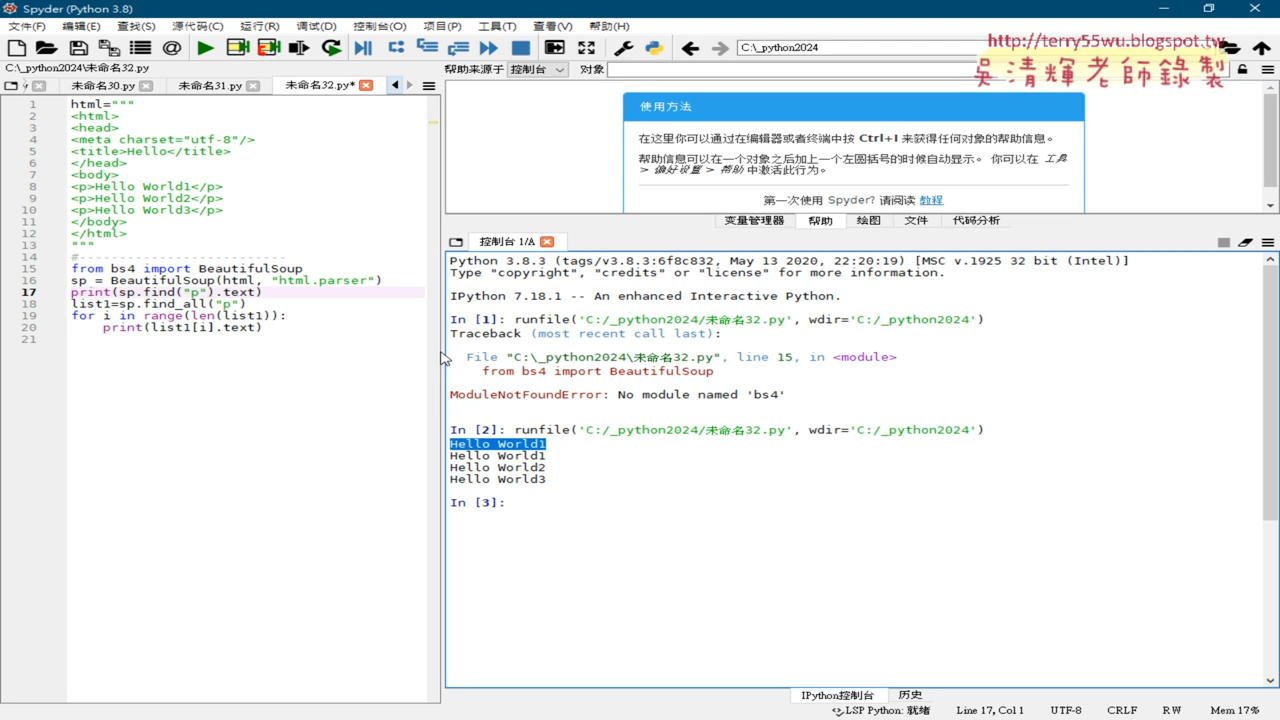 Spyder (Python 3.8)
文件(F) 编辑(E) 查找(S) 源代码(C) 运行(R) 调试(D) 控制台(O) 项目(P) 工具(T) 查看(V) 帮助(H)
C:\_python2024
http://terry55wu.blogspot.tw
吳清輝老師錄製
C:\_python2024\未命名32.py
帮助来源于 控制台 对象
未命名30.py 未命名31.py 未命名32.py*
1 html="""
2 <html>
3 <head>
4 <meta charset="utf-8"/>
5 <title>Hello</title>
6 </head>
7 <body>
8 <p>Hello World1</p>
9 <p>Hello World2</p>
10 <p>Hello World3</p>
11 </body>
12 </html>
13 """
14 #--------------------------
15 from bs4 import BeautifulSoup
16 sp = BeautifulSoup(html, "html.parser")
17 print(sp.find("p").text)
18 list1=sp.find_all("p")
19 for i in range(len(list1)):
20     print(list1[i].text)
21
使用方法
在这里你可以通过在编辑器或者终端中按 Ctrl+I 来获得任何对象的帮助信息。
帮助信息可以在一个对象之后加上一个左圆括号的时候自动显示。 你可以在 工具
> 偏好设置 > 帮助 中激活此行为。
第一次使用 Spyder? 请阅读 教程
变量管理器 帮助 绘图 文件 代码分析
控制台 1/A
Python 3.8.3 (tags/v3.8.3:6f8c832, May 13 2020, 22:20:19) [MSC v.1925 32 bit (Intel)]
Type "copyright", "credits" or "license" for more information.
IPython 7.18.1 -- An enhanced Interactive Python.
In [1]: runfile('C:/_python2024/未命名32.py', wdir='C:/_python2024')
Traceback (most recent call last):
File "C:\_python2024\未命名32.py", line 15, in <module>
from bs4 import BeautifulSoup
ModuleNotFoundError: No module named 'bs4'
In [2]: runfile('C:/_python2024/未命名32.py', wdir='C:/_python2024')
Hello World1
Hello World1
Hello World2
Hello World3
In [3]:
IPython控制台 历史
LSP Python: 就绪 Line 17, Col 1 UTF-8 CRLF RW Mem 17%